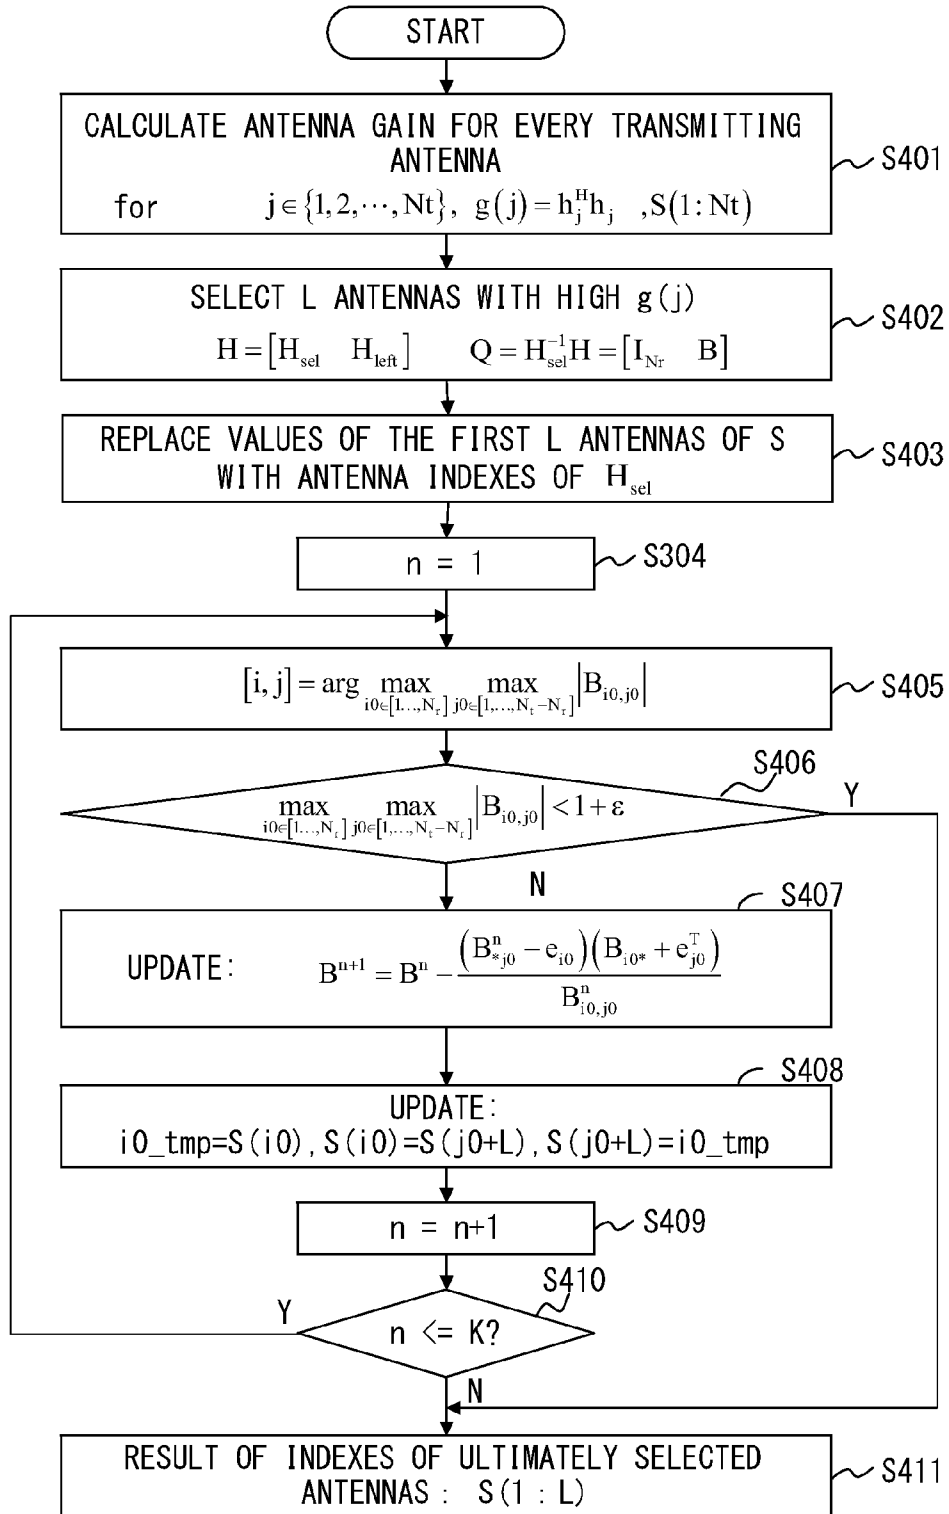 START
CALCULATE ANTENNA GAIN FOR EVERY TRANSMITTING
ANTENNA
for j∈{1,2,⋯,Nt}, g(j)=h_j^H h_j ,S(1:Nt)
S401
SELECT L ANTENNAS WITH HIGH g(j)
H=[H_sel H_left] Q=H_sel^{-1}H=[I_Nr B]
S402
REPLACE VALUES OF THE FIRST L ANTENNAS OF S
WITH ANTENNA INDEXES OF H_sel
S403
n = 1
S304
[i,j]=arg max_{i0∈[1...,N_r]} max_{j0∈[1,...,N_t-N_r]} |B_{i0,j0}|
S405
S406
max_{i0∈[1...,N_r]} max_{j0∈[1,...,N_t-N_r]} |B_{i0,j0}|<1+ε
Y
N
S407
UPDATE: B^{n+1}=B^n-\frac{(B^n_{*j0}-e_{i0})(B_{i0*}+e^T_{j0})}{B^n_{i0,j0}}
S408
UPDATE:
i0_tmp=S(i0),S(i0)=S(j0+L),S(j0+L)=i0_tmp
n = n+1
S409
S410
Y
n <= K?
N
RESULT OF INDEXES OF ULTIMATELY SELECTED
ANTENNAS : S(1 : L)
S411